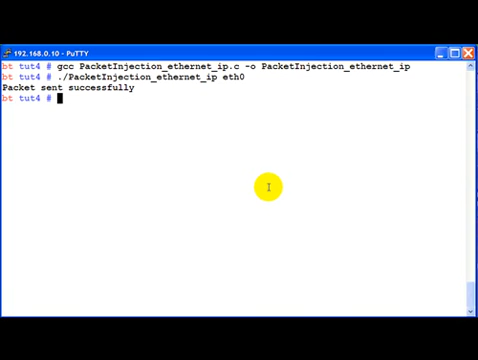 192.168.0.10 - PuTTY
bt tut4 # gcc PacketInjection_ethernet_ip.c -o PacketInjection_ethernet_ip
bt tut4 # ./PacketInjection_ethernet_ip eth0
Packet sent successfully
bt tut4 #